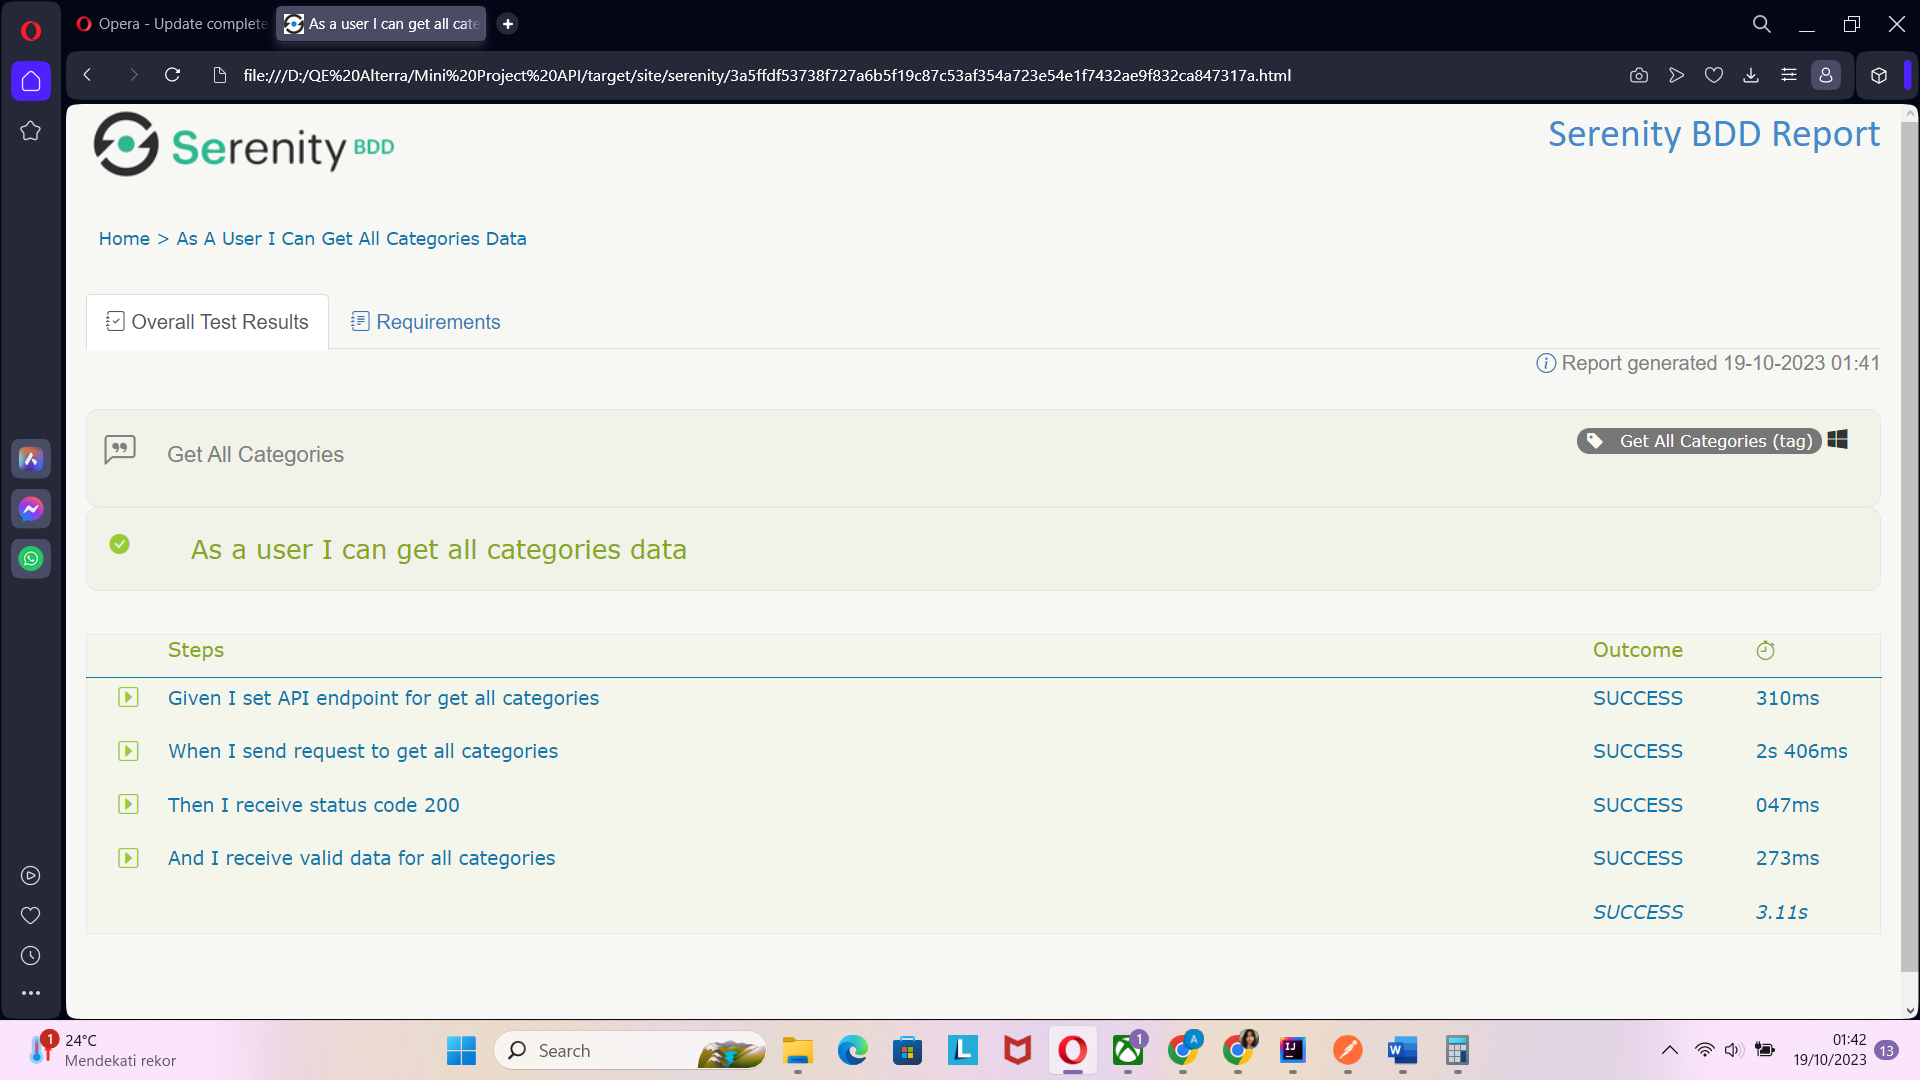 Opera - Update complete
As a user I can get all cate
file:///D:/QE%20Alterra/Mini%20Project%20API/target/site/serenity/3a5ffdf53738f727a6b5f19c87c53af354a723e54e1f7432ae9f832ca847317a.html
Serenity BDD
Serenity BDD Report
Home > As A User I Can Get All Categories Data
Overall Test Results
Requirements
Report generated 19-10-2023 01:41
Get All Categories
Get All Categories (tag)
As a user I can get all categories data
Steps Outcome
Given I set API endpoint for get all categories SUCCESS 310ms
When I send request to get all categories SUCCESS 2s 406ms
Then I receive status code 200 SUCCESS 047ms
And I receive valid data for all categories SUCCESS 273ms
SUCCESS 3.11s
1
24°C
Mendekati rekor
Search
L
1
A
IJ
W
01:42
19/10/2023
13